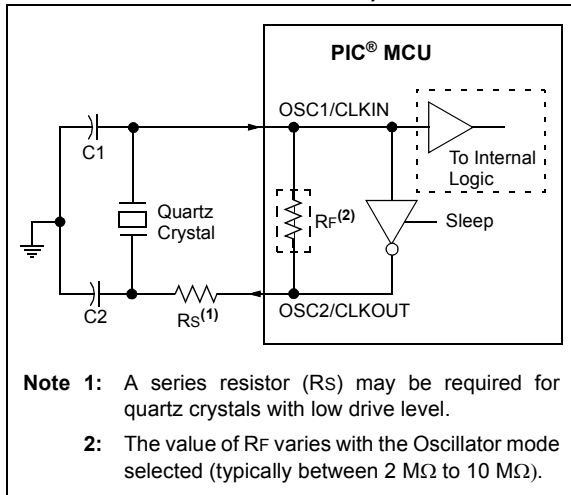 PIC® MCU
OSC1/CLKIN
C1
To Internal
Logic
Quartz
Crystal
RF(2)
Sleep
C2
RS(1)
OSC2/CLKOUT
Note 1: A series resistor (RS) may be required for
quartz crystals with low drive level.
2: The value of RF varies with the Oscillator mode
selected (typically between 2 MΩ to 10 MΩ).